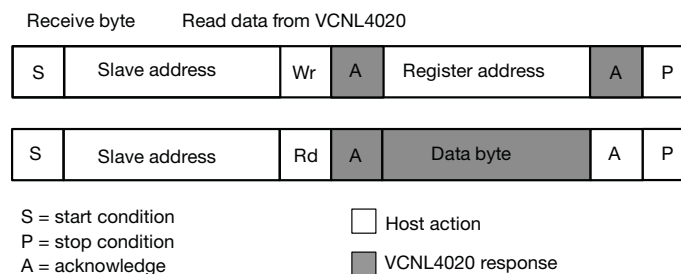 Receive byte Read data from VCNL4020
S Slave address Wr A Register address A P
S Slave address Rd A Data byte A P
S = start condition
P = stop condition
A = acknowledge
Host action
VCNL4020 response